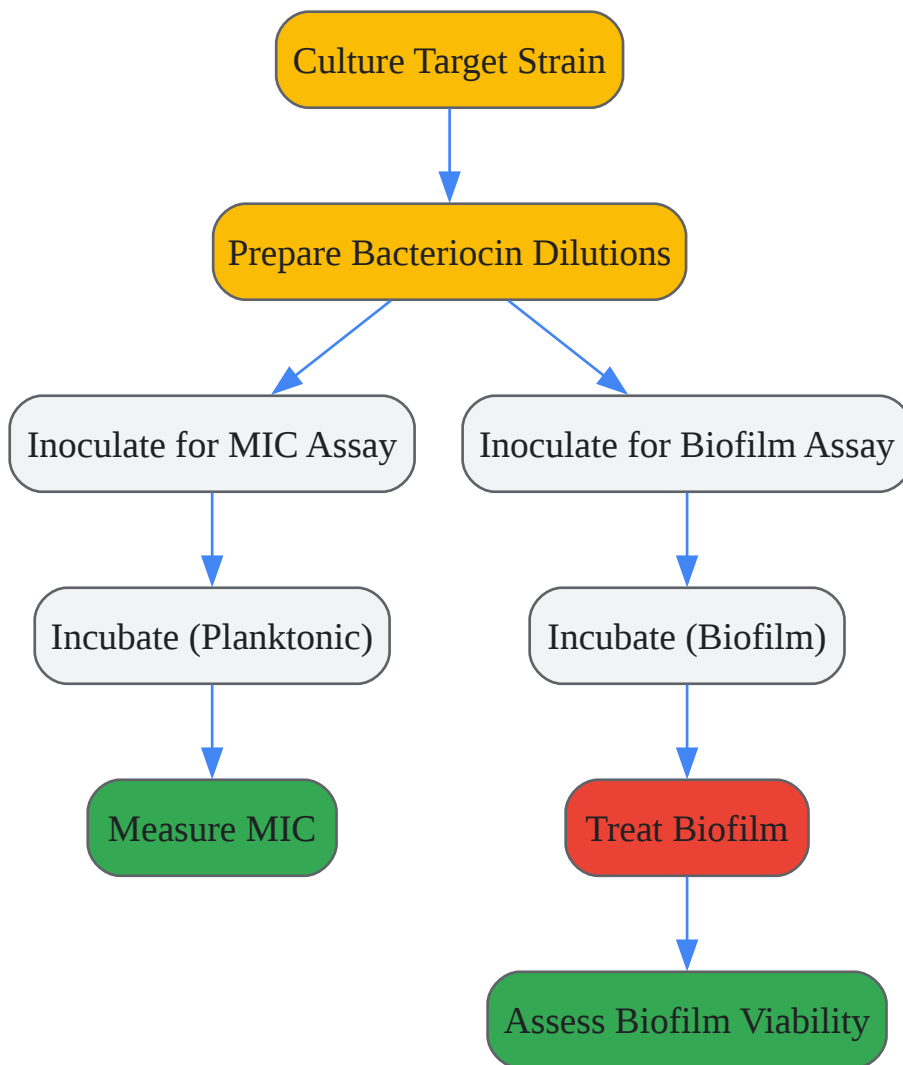 Culture Target Strain
Prepare Bacteriocin Dilutions
Inoculate for MIC Assay
Inoculate for Biofilm Assay
Incubate (Planktonic)
Incubate (Biofilm)
Measure MIC
Treat Biofilm
Assess Biofilm Viability